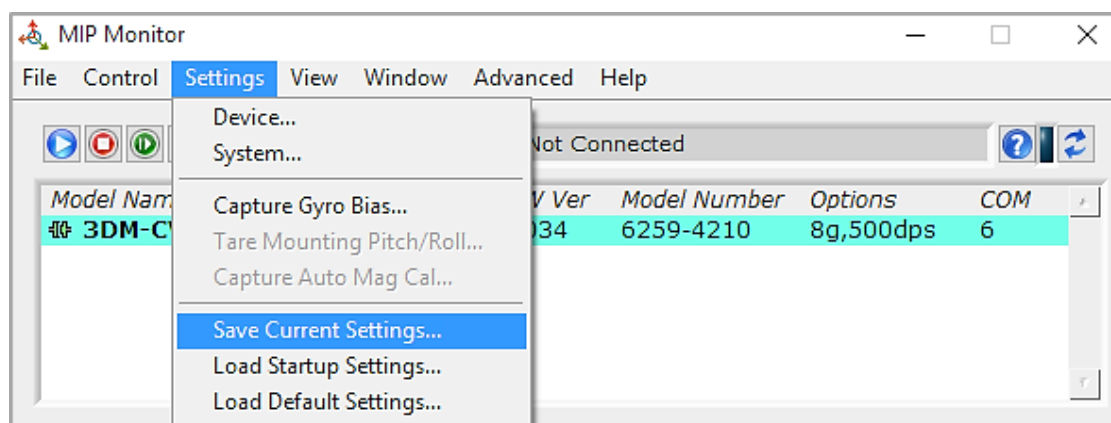 MIP Monitor
File Control Settings View Window Advanced Help
Device...
System...
Not Connected
Model Nam
Ver Model Number Options COM
3DM-C
034 6259-4210 8g,500dps 6
Capture Gyro Bias...
Tare Mounting Pitch/Roll...
Capture Auto Mag Cal...
Save Current Settings...
Load Startup Settings...
Load Default Settings...